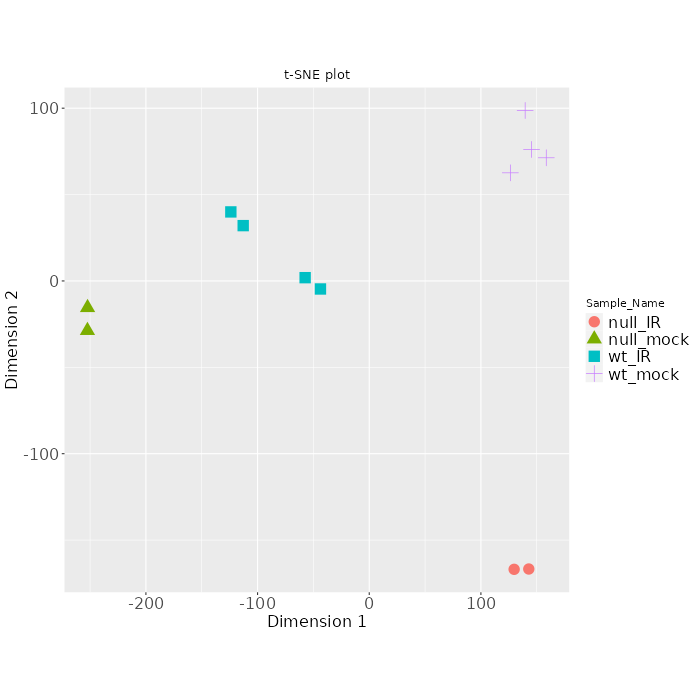 t-SNE plot
100
0
-100
Dimension 2
-200
-100
0
100
Dimension 1
Sample_Name
null_IR
null_mock
wt_IR
wt_mock